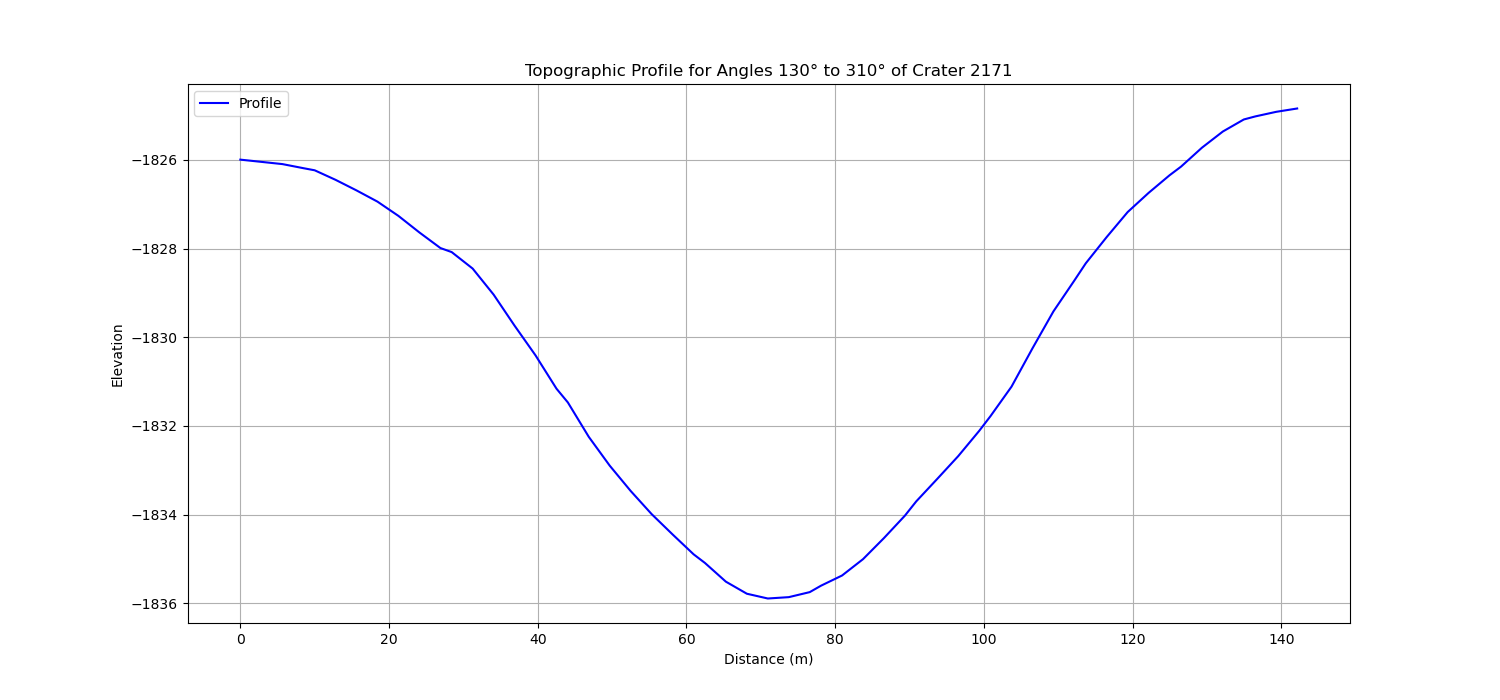 Topographic Profile for Angles 130° to 310° of Crater 2171
Profile
−1826
−1828
−1830
−1832
−1834
−1836
Elevation
0 20 40 60 80 100 120 140
Distance (m)